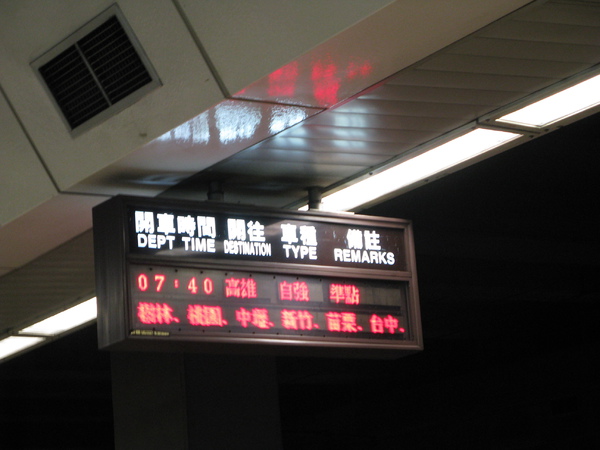 開車時間 開往 車種 備註
DEPT TIME DESTINATION TYPE REMARKS
07:40 高雄 自強 準點
樹林、桃園、中壢、新竹、苗栗、台中、